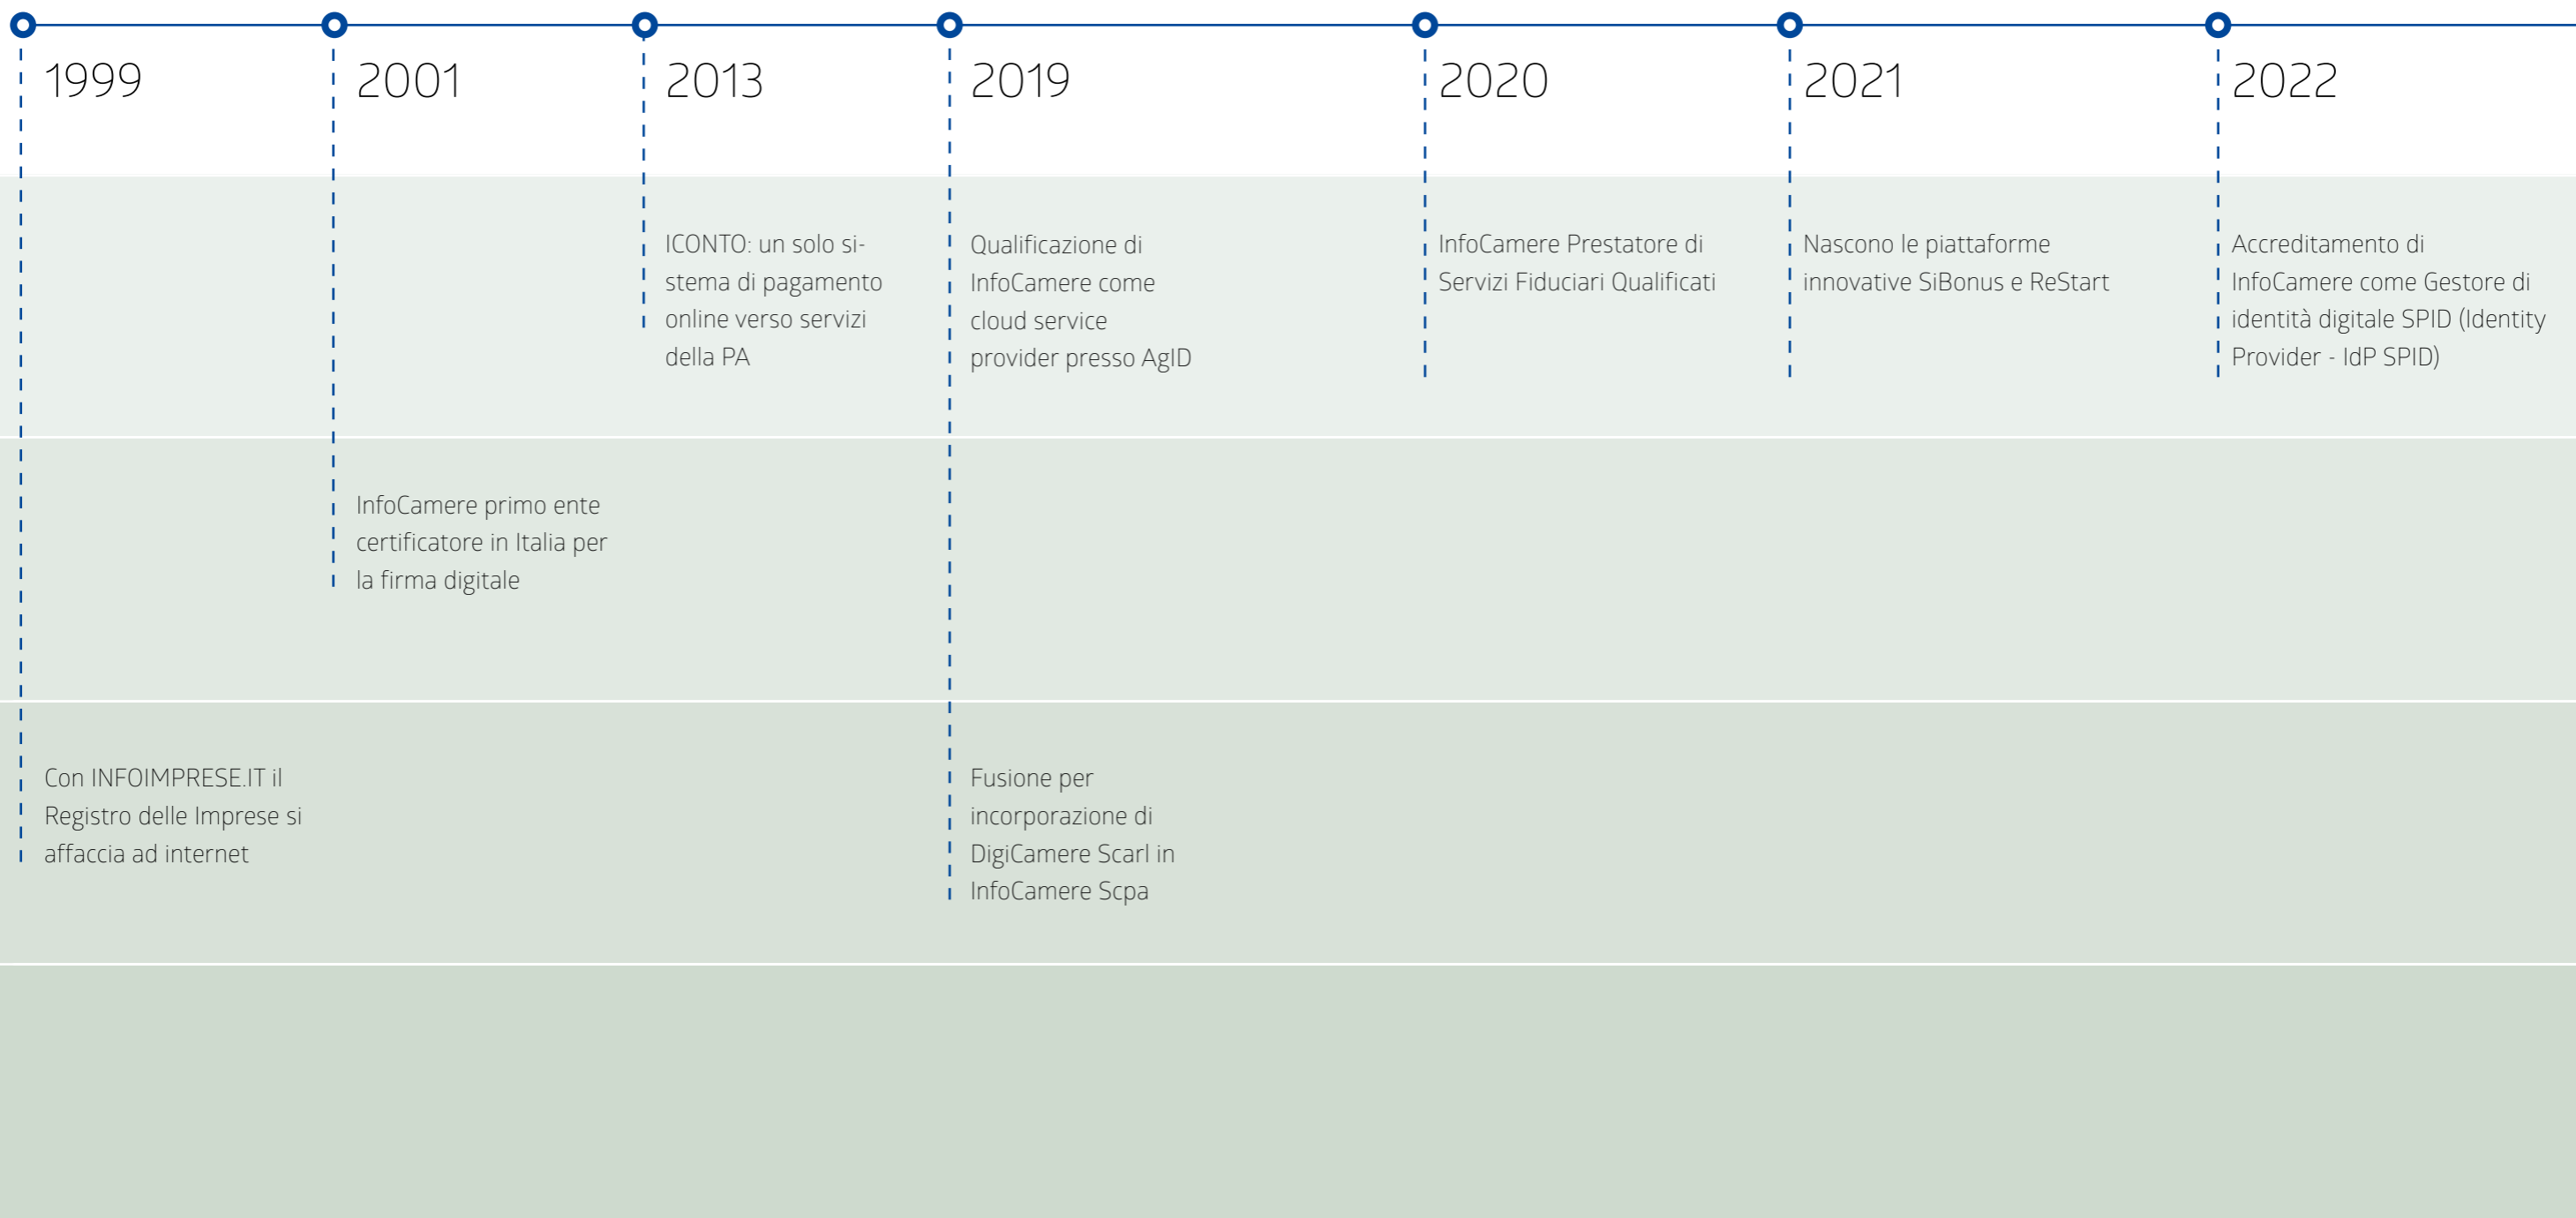 1999
2001
2013
2019
2020
2021
2022
ICONTO: un solo si-
stema di pagamento
online verso servizi
della PA
Qualificazione di
InfoCamere come
cloud service
provider presso AgID
InfoCamere Prestatore di
Servizi Fiduciari Qualificati
Nascono le piattaforme
innovative SiBonus e ReStart
Accreditamento di
InfoCamere come Gestore di
identità digitale SPID (Identity
Provider - IdP SPID)
InfoCamere primo ente
certificatore in Italia per
la firma digitale
Con INFOIMPRESE.IT il
Registro delle Imprese si
affaccia ad internet
Fusione per
incorporazione di
DigiCamere Scarl in
InfoCamere Scpa